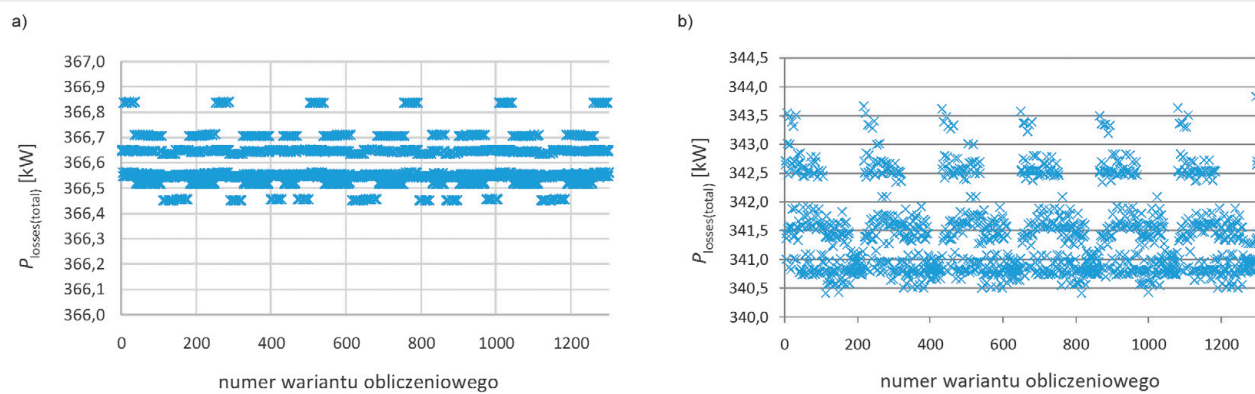 a)
367,0
366,9
366,8
366,7
366,6
366,5
366,4
366,3
366,2
366,1
366,0
P losses(total) [kW]
0 200 400 600 800 1000 1200
numer wariantu obliczeniowego
b)
344,5
344,0
343,5
343,0
342,5
342,0
341,5
341,0
340,5
340,0
P losses(total) [kW]
0 200 400 600 800 1000 1200
numer wariantu obliczeniowego